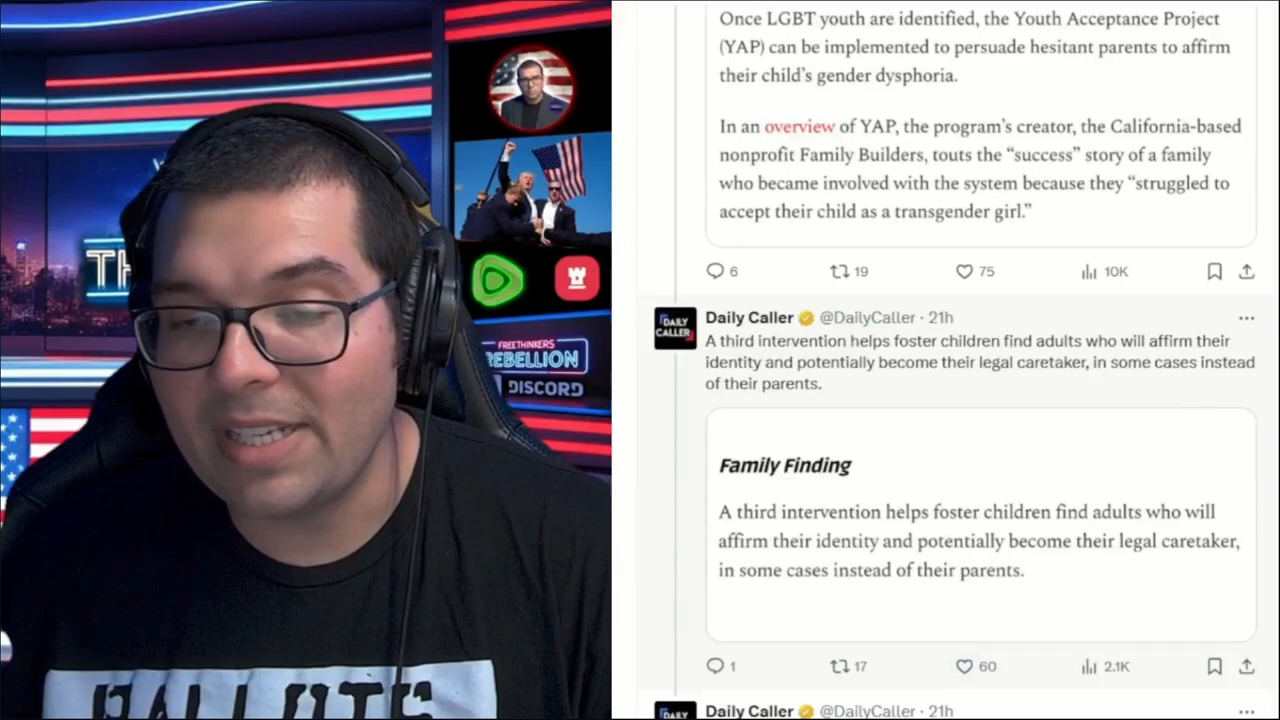 TH
FREETHINKERS
REBELLION
DISCORD
Once LGBT youth are identified, the Youth Acceptance Project
(YAP) can be implemented to persuade hesitant parents to affirm
their child's gender dysphoria.
In an overview of YAP, the program's creator, the California-based
nonprofit Family Builders, touts the “success” story of a family
who became involved with the system because they “struggled to
accept their child as a transgender girl.”
6 19 75 10K
DAILY CALLER
Daily Caller @DailyCaller · 21h
A third intervention helps foster children find adults who will affirm their
identity and potentially become their legal caretaker, in some cases instead
of their parents.
Family Finding
A third intervention helps foster children find adults who will
affirm their identity and potentially become their legal caretaker,
in some cases instead of their parents.
1 17 60 2.1K
DAILY
Daily Caller @DailyCaller · 21h